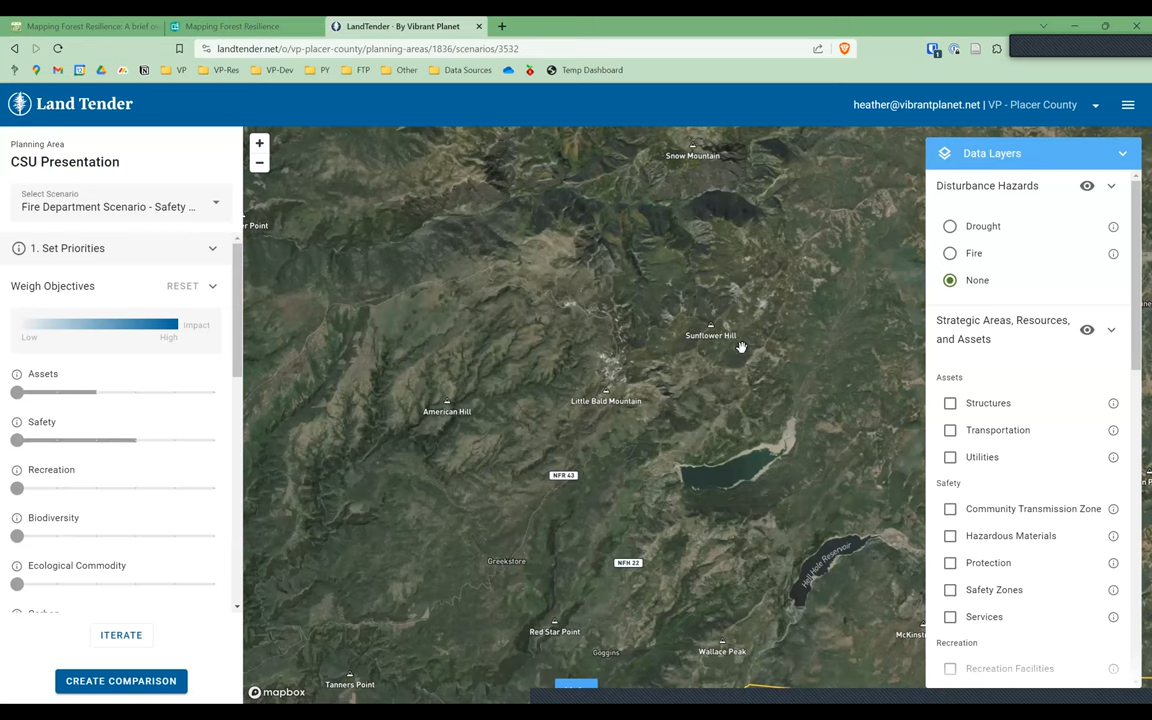 Mapping Forest Resilience: A brief co
Mapping Forest Resilience
LandTender · By Vibrant Planet
landtender.net/o/vp-placer-county/planning-areas/1836/scenarios/3532
VP
VP-Res
VP-Dev
PY
FTP
Other
Data Sources
Temp Dashboard
Land Tender
heather@vibrantplanet.net | VP - Placer County
Planning Area
CSU Presentation
Select Scenario
Fire Department Scenario - Safety ...
1. Set Priorities
Weigh Objectives
RESET
Impact
Low
High
Assets
Safety
Recreation
Biodiversity
Ecological Commodity
Carbon
ITERATE
CREATE COMPARISON
Snow Mountain
er Point
Sunflower Hill
Little Bald Mountain
American Hill
NFR 43
Greekstore
NFH 22
Hell Hole Reservoir
Red Star Point
Goggins
Wallace Peak
McKinst
Tanners Point
mapbox
Data Layers
Disturbance Hazards
Drought
Fire
None
Strategic Areas, Resources,
and Assets
Assets
Structures
Transportation
Utilities
Safety
Community Transmission Zone
Hazardous Materials
Protection
Safety Zones
Services
Recreation
Recreation Facilities